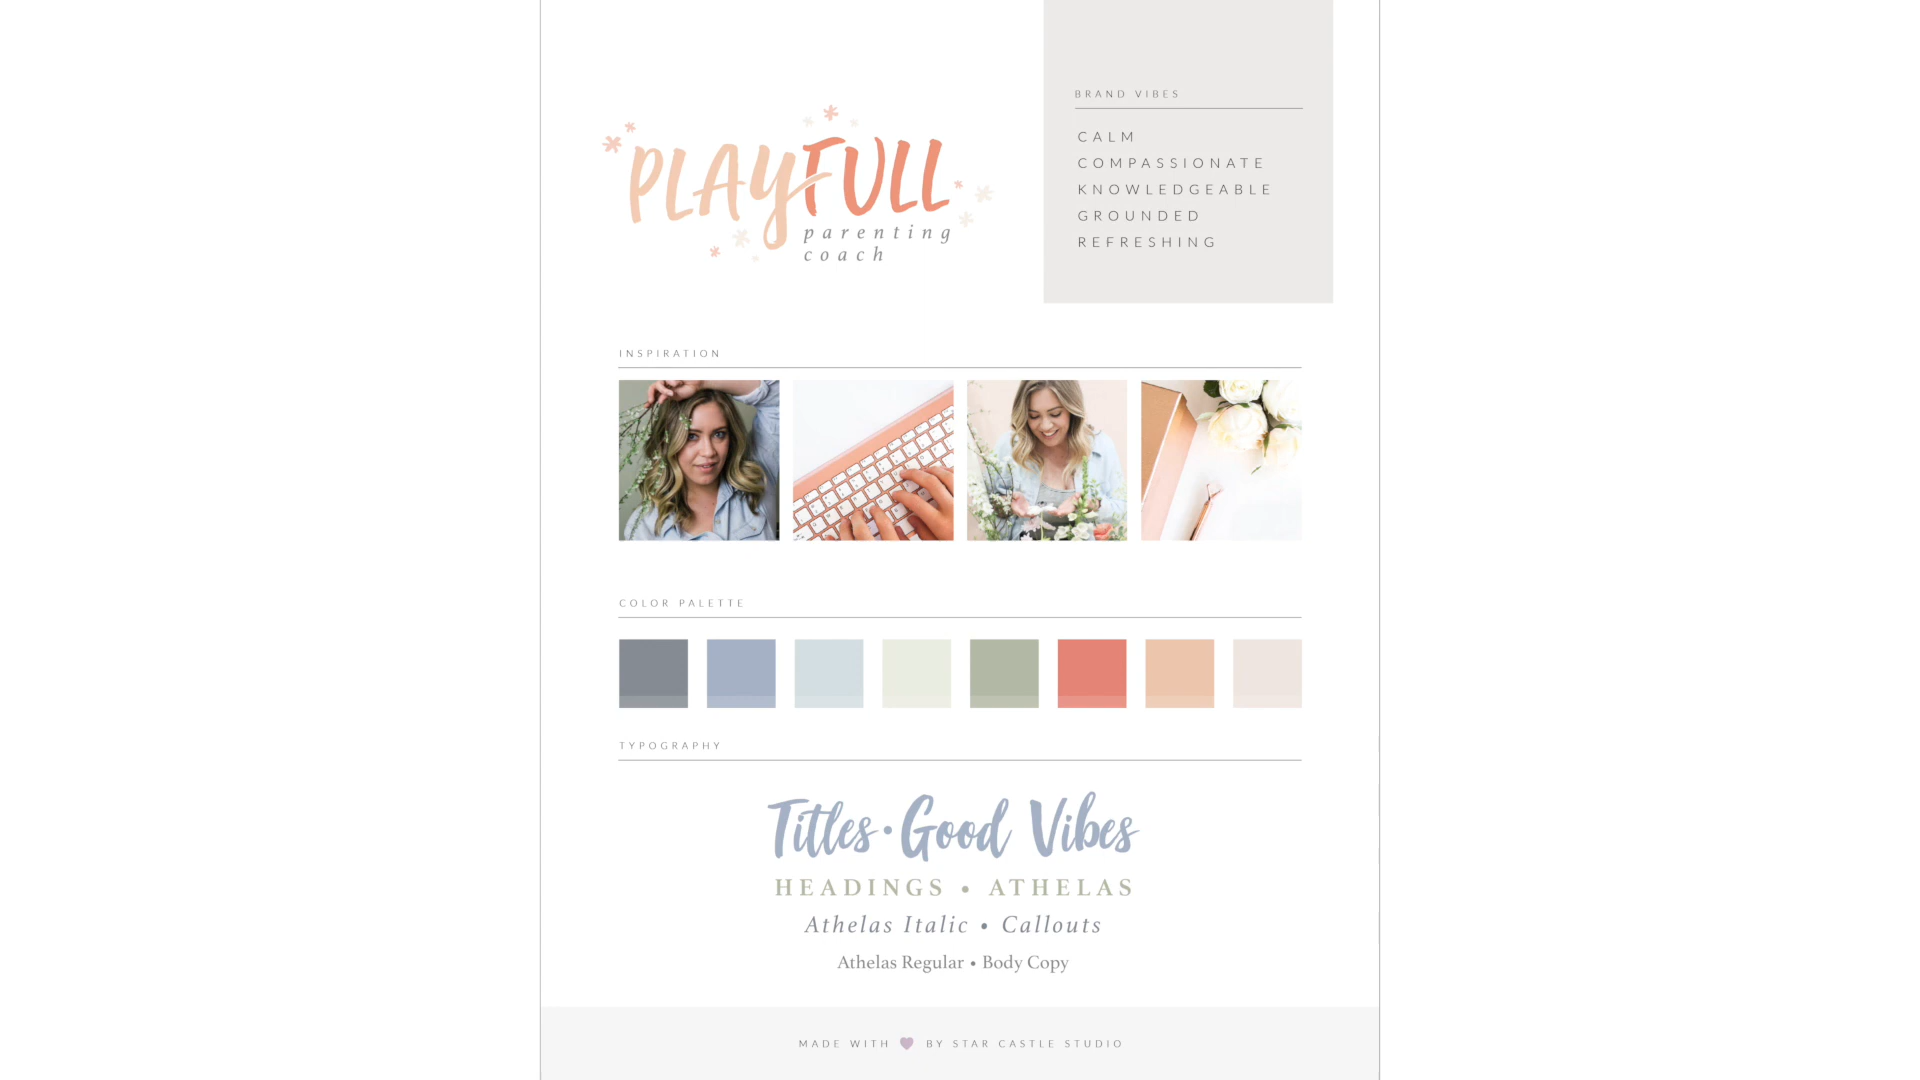 PLAYFULL
parenting
coach
BRAND VIBES
CALM
COMPASSIONATE
KNOWLEDGEABLE
GROUNDED
REFRESHING
INSPIRATION
COLOR PALETTE
TYPOGRAPHY
Titles • Good Vibes
HEADINGS • ATHELAS
Athelas Italic • Callouts
Athelas Regular • Body Copy
MADE WITH 💜 BY STAR CASTLE STUDIO